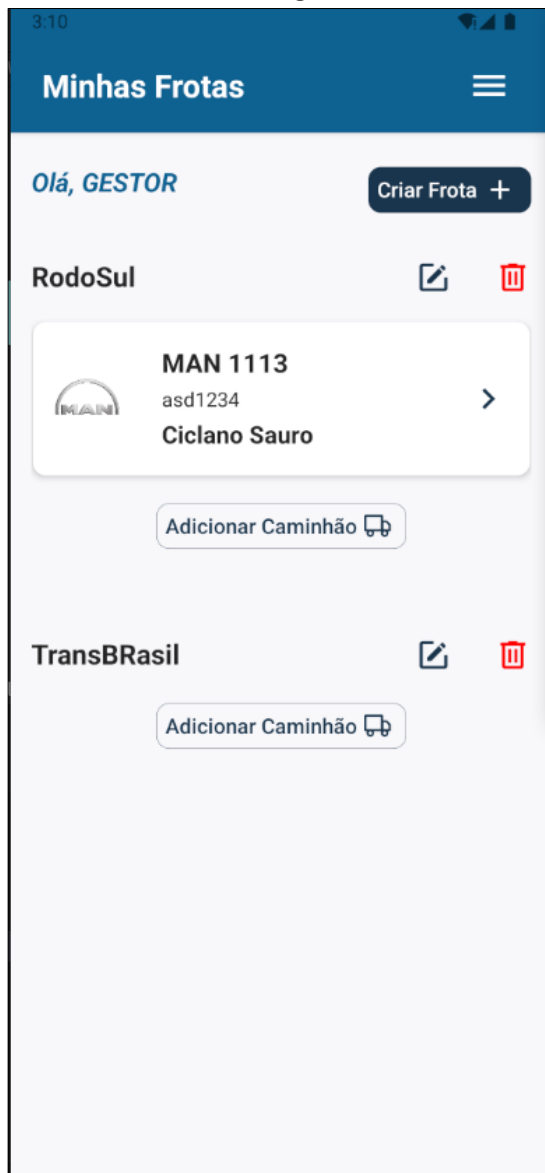 3:10
Minhas Frotas
Olá, GESTOR
Criar Frota +
RodoSul
MAN 1113
MAN
asd1234
Ciclano Sauro
Adicionar Caminhão
TransBRasil
Adicionar Caminhão